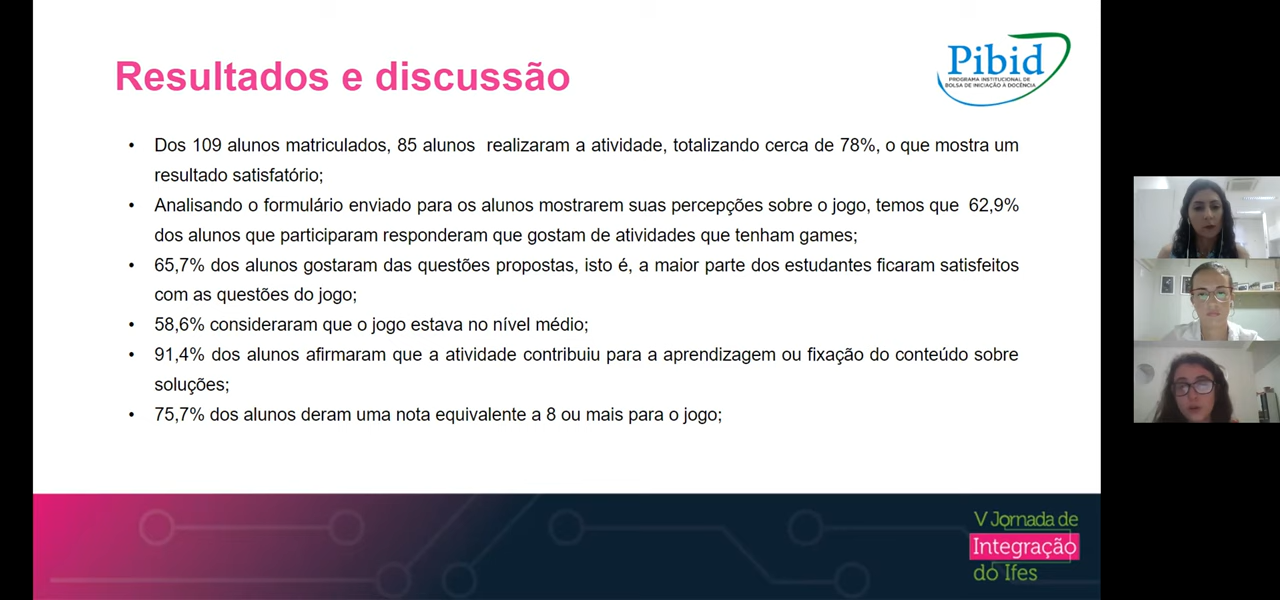 Resultados e discussão
Pibid
PROGRAMA INSTITUCIONAL DE
BOLSA DE INICIAÇÃO À DOCÊNCIA
• Dos 109 alunos matriculados, 85 alunos realizaram a atividade, totalizando cerca de 78%, o que mostra um
resultado satisfatório;
• Analisando o formulário enviado para os alunos mostrarem suas percepções sobre o jogo, temos que 62,9%
dos alunos que participaram responderam que gostam de atividades que tenham games;
• 65,7% dos alunos gostaram das questões propostas, isto é, a maior parte dos estudantes ficaram satisfeitos
com as questões do jogo;
• 58,6% consideraram que o jogo estava no nível médio;
• 91,4% dos alunos afirmaram que a atividade contribuiu para a aprendizagem ou fixação do conteúdo sobre
soluções;
• 75,7% dos alunos deram uma nota equivalente a 8 ou mais para o jogo;
V Jornada de
Integração
do Ifes